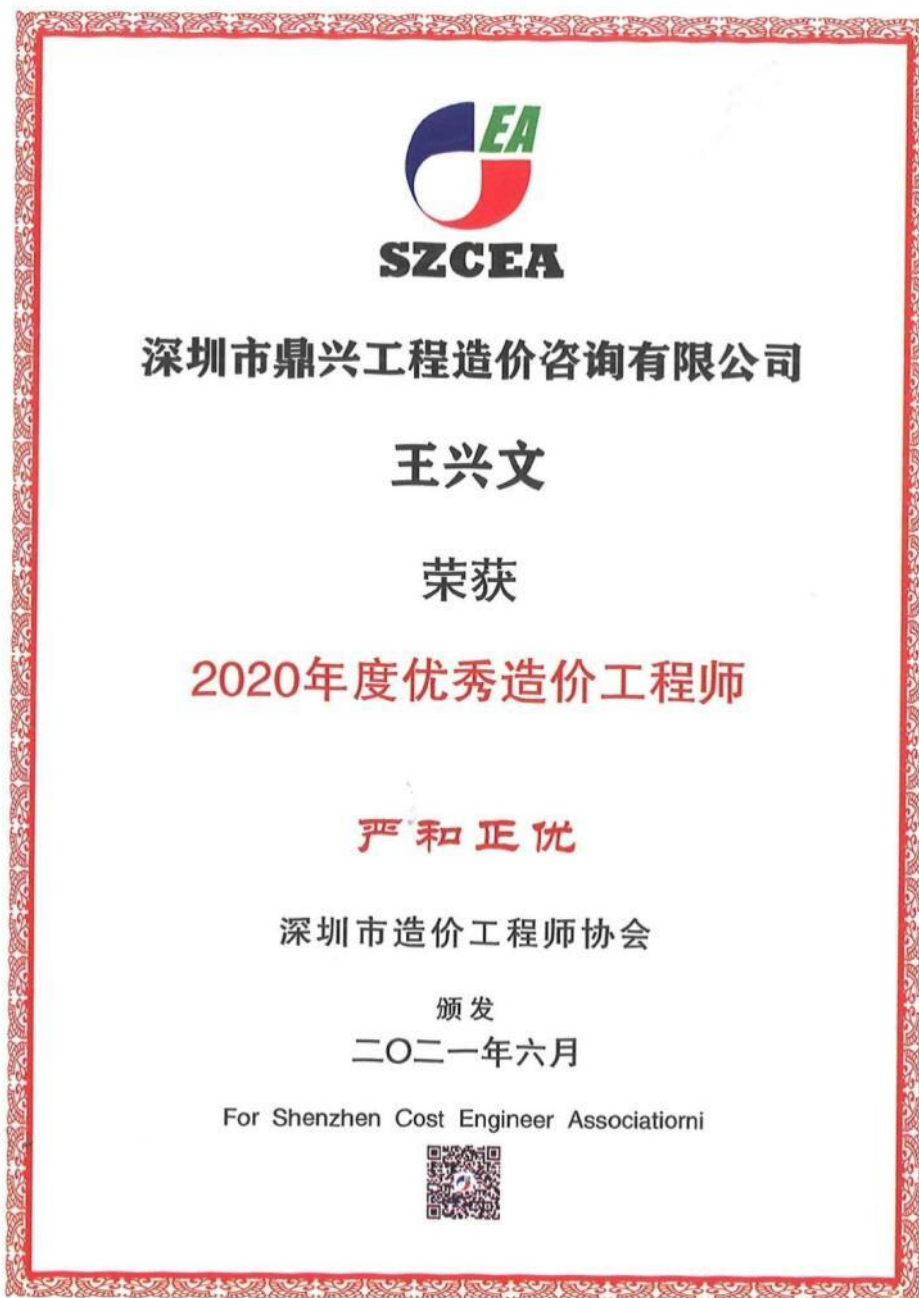 EA
SZCEA
深圳市鼎兴工程造价咨询有限公司
王兴文
荣获
2020年度优秀造价工程师
严和正优
深圳市造价工程师协会
颁发
二〇二一年六月
For Shenzhen Cost Engineer Associatiorni